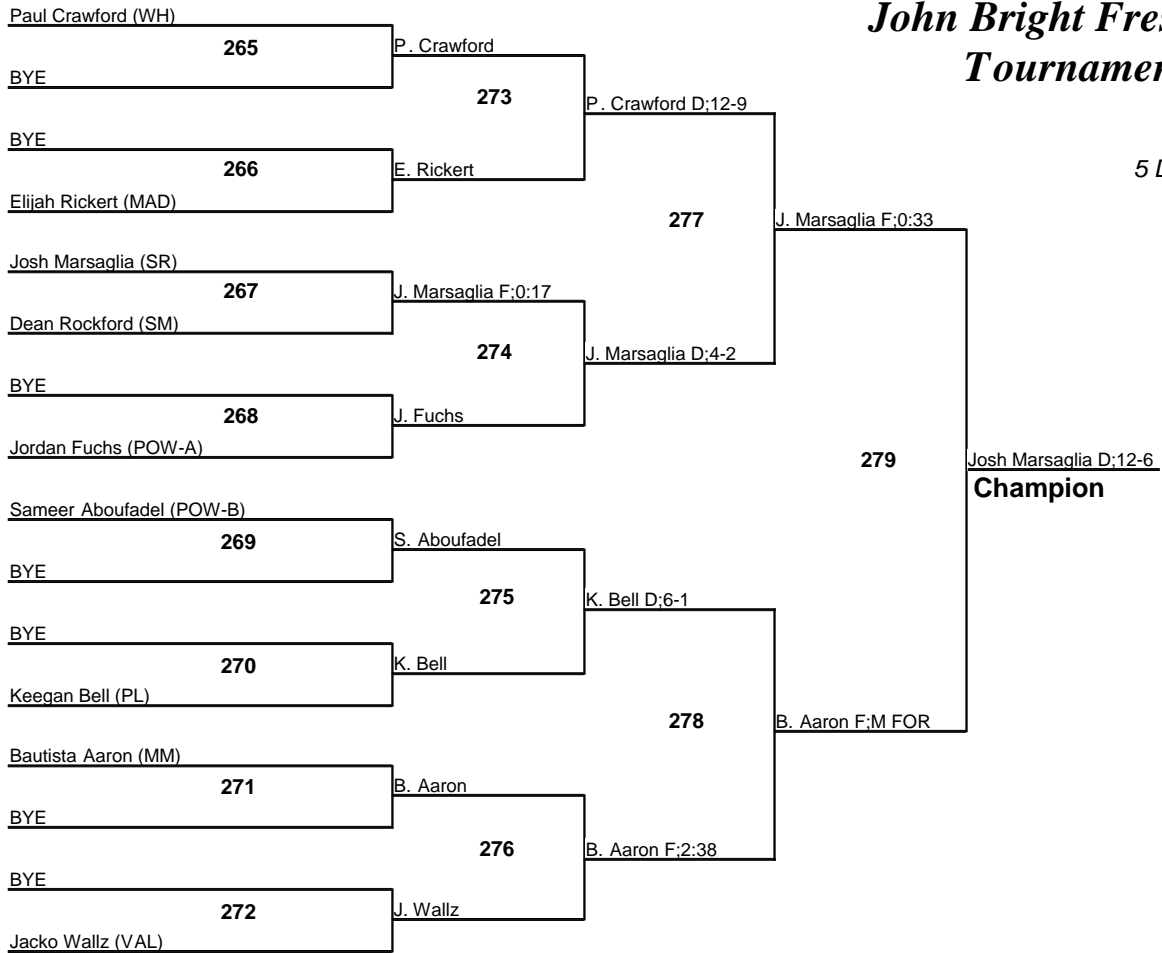 John Bright Fres
Tournamen
5 D
Paul Crawford (WH)
265
BYE
BYE
266
Elijah Rickert (MAD)
Josh Marsaglia (SR)
267
Dean Rockford (SM)
BYE
268
Jordan Fuchs (POW-A)
Sameer Aboufadel (POW-B)
269
BYE
BYE
270
Keegan Bell (PL)
Bautista Aaron (MM)
271
BYE
BYE
272
Jacko Wallz (VAL)
P. Crawford
273
E. Rickert
J. Marsaglia F;0:17
274
J. Fuchs
S. Aboufadel
275
K. Bell
B. Aaron
276
J. Wallz
P. Crawford D;12-9
277
J. Marsaglia D;4-2
K. Bell D;6-1
278
B. Aaron F;2:38
J. Marsaglia F;0:33
279
B. Aaron F;M FOR
Josh Marsaglia D;12-6
Champion